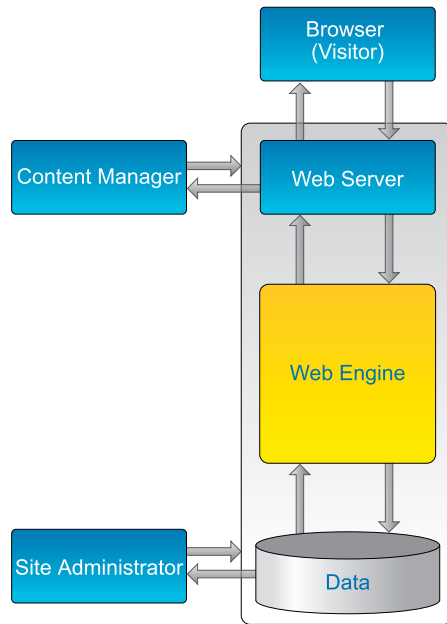 Browser
(Visitor)
Content Manager
Web Server
Web Engine
Site Administrator
Data